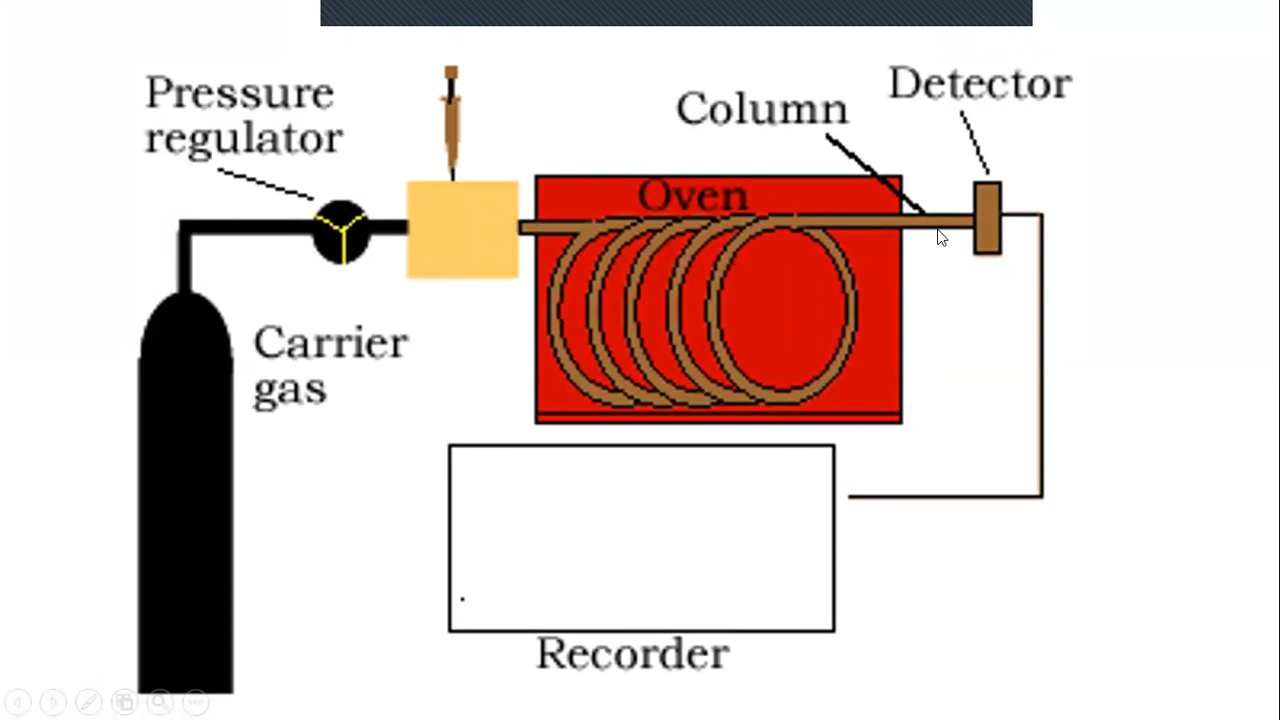 Pressure
regulator
Column
Detector
Oven
Carrier
gas
Recorder